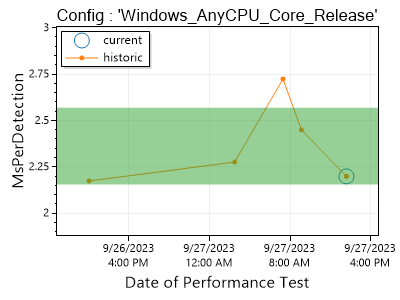 Config : 'Windows_AnyCPU_Core_Release'
current
historic
MsPerDetection
3
2.75
2.5
2.25
2
9/26/2023 9/27/2023 9/27/2023 9/27/2023
4:00 PM 12:00 AM 8:00 AM 4:00 PM
Date of Performance Test